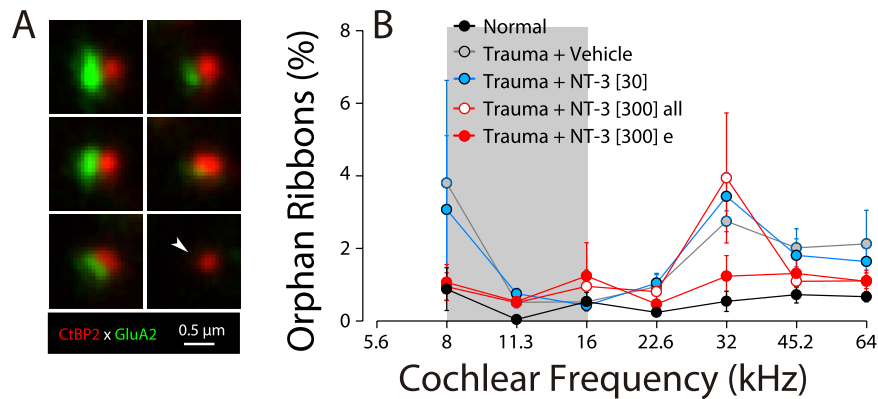 A
CtBP2 x GluA2
0.5 µm
B
Orphan Ribbons (%)
8
6
4
2
0
Normal
Trauma + Vehicle
Trauma + NT-3 [30]
Trauma + NT-3 [300] all
Trauma + NT-3 [300] e
5.6 8 11.3 16 22.6 32 45.2 64
Cochlear Frequency (kHz)